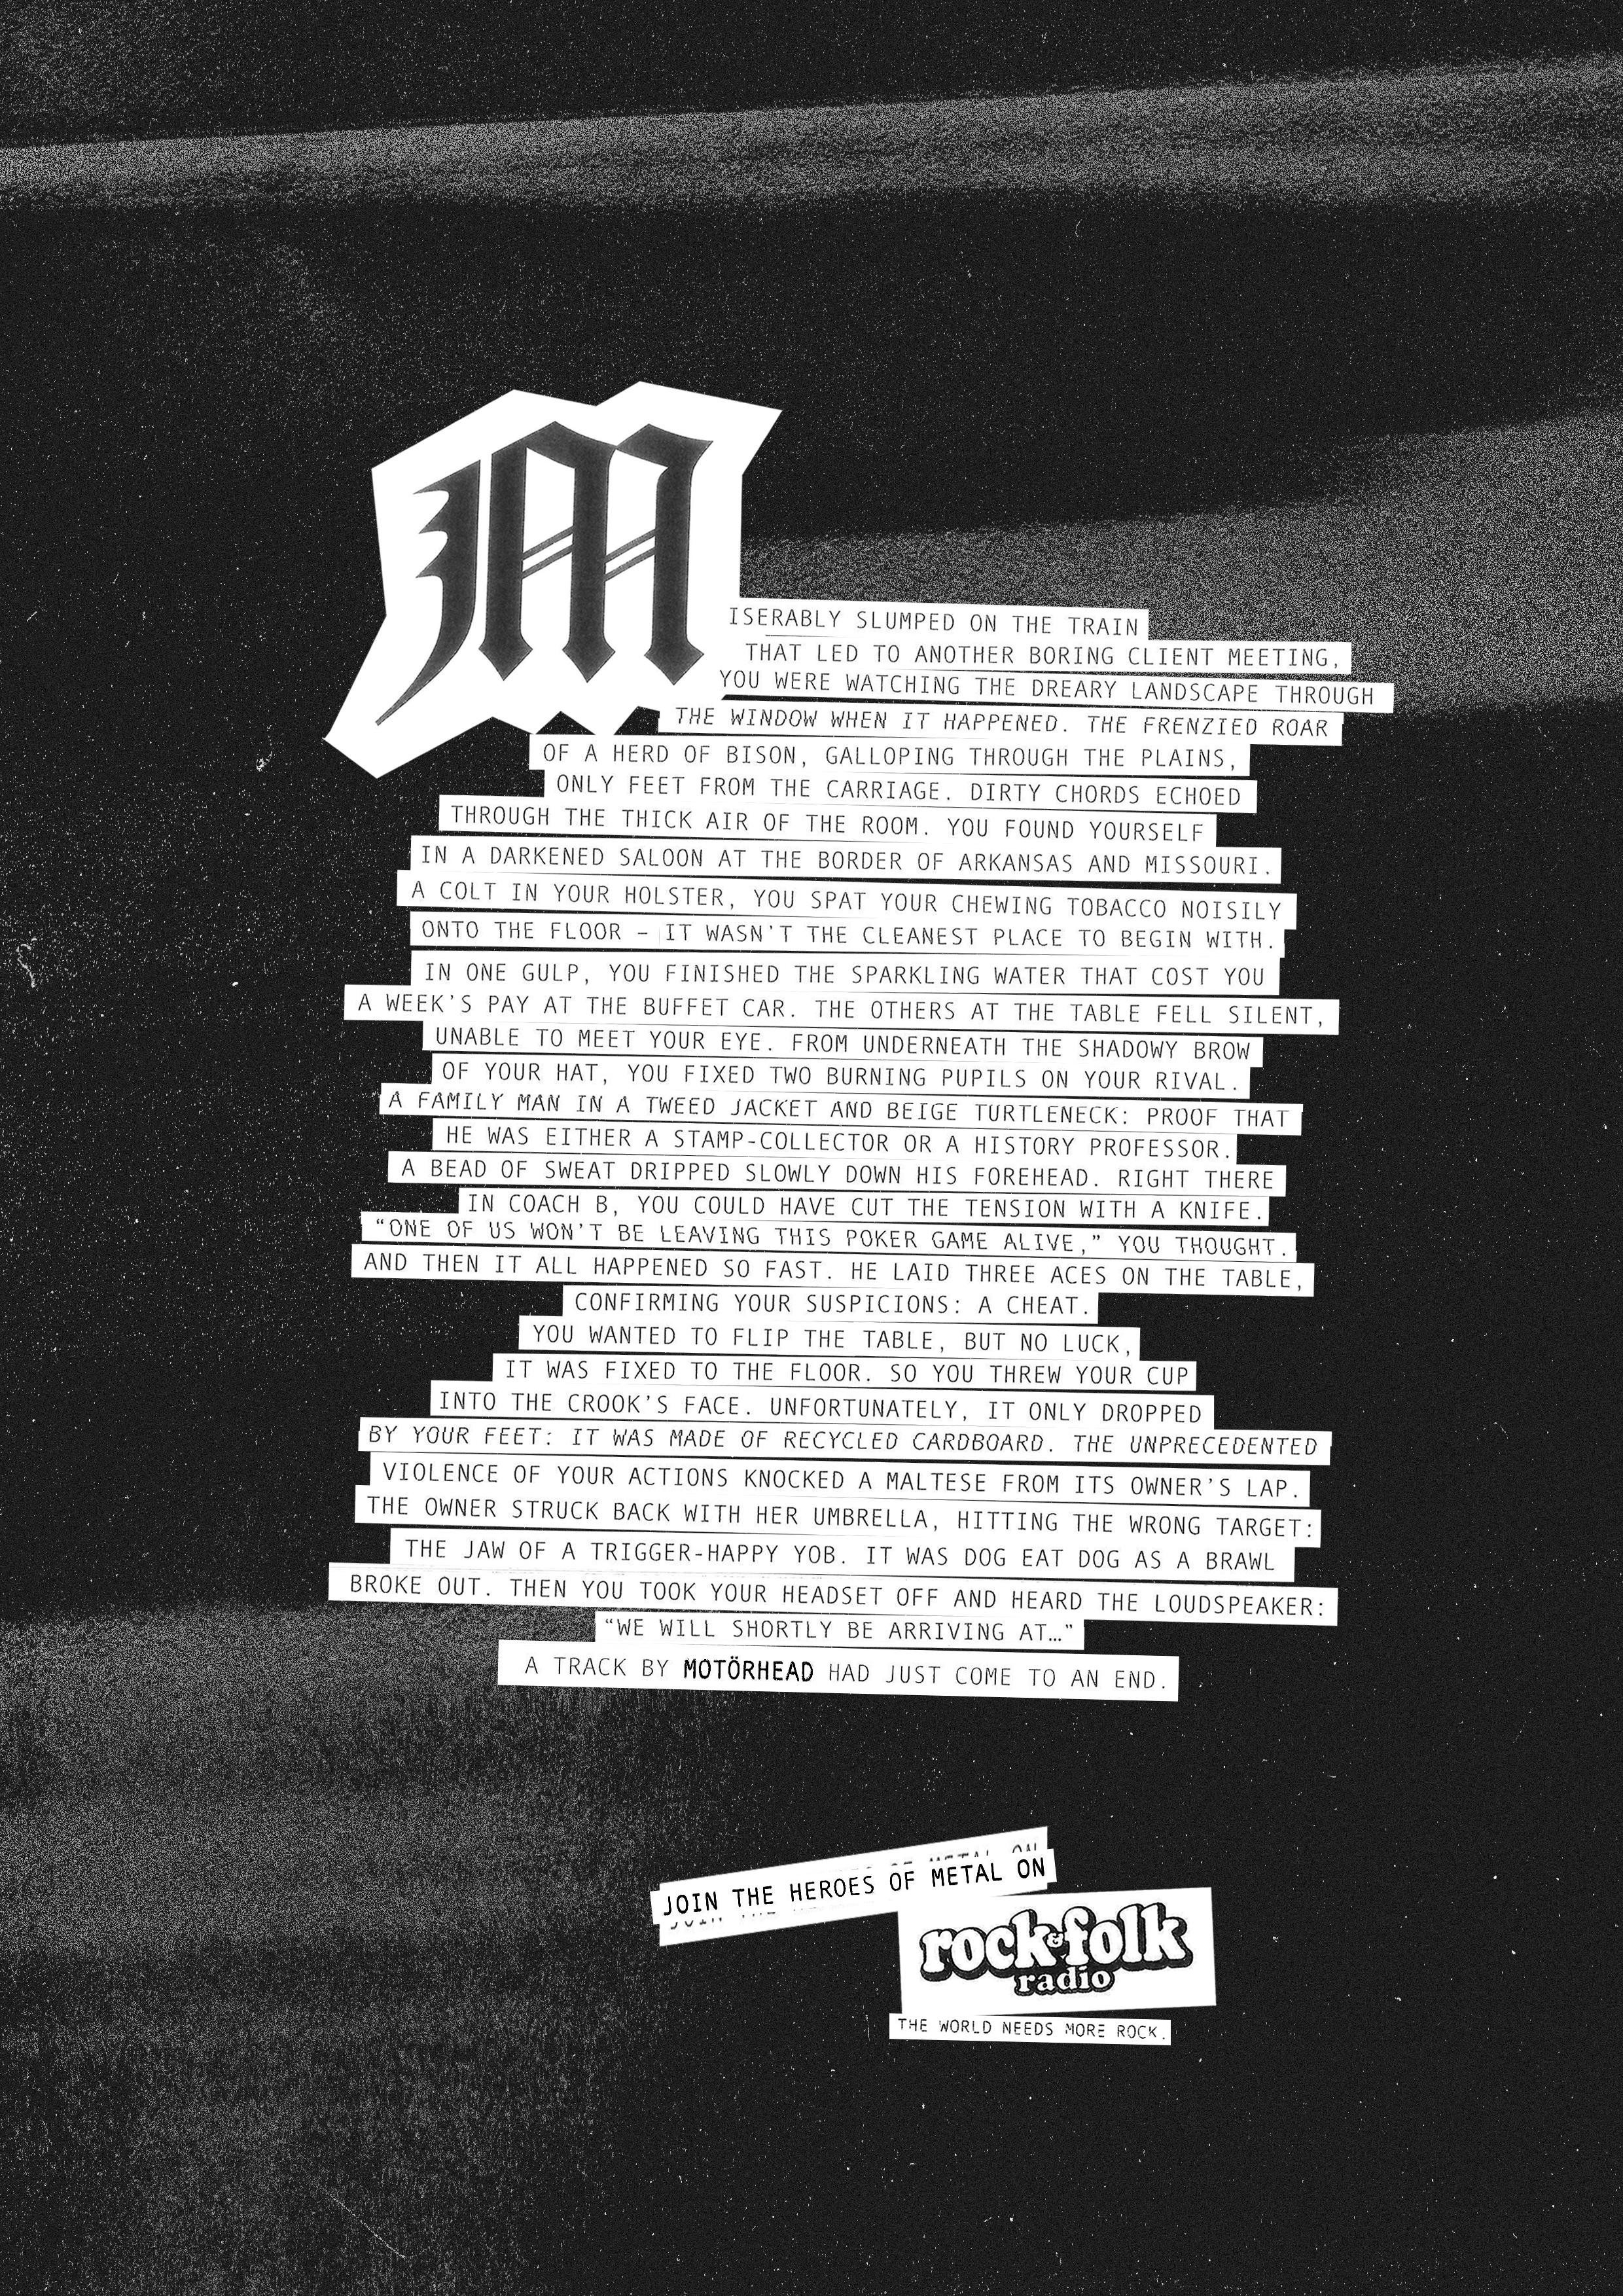 MISERABLY SLUMPED ON THE TRAIN
THAT LED TO ANOTHER BORING CLIENT MEETING,
YOU WERE WATCHING THE DREARY LANDSCAPE THROUGH
THE WINDOW WHEN IT HAPPENED. THE FRENZIED ROAR
OF A HERD OF BISON, GALLOPING THROUGH THE PLAINS,
ONLY FEET FROM THE CARRIAGE. DIRTY CHORDS ECHOED
THROUGH THE THICK AIR OF THE ROOM. YOU FOUND YOURSELF
IN A DARKENED SALOON AT THE BORDER OF ARKANSAS AND MISSOURI.
A COLT IN YOUR HOLSTER, YOU SPAT YOUR CHEWING TOBACCO NOISILY
ONTO THE FLOOR – IT WASN'T THE CLEANEST PLACE TO BEGIN WITH.
IN ONE GULP, YOU FINISHED THE SPARKLING WATER THAT COST YOU
A WEEK'S PAY AT THE BUFFET CAR. THE OTHERS AT THE TABLE FELL SILENT,
UNABLE TO MEET YOUR EYE. FROM UNDERNEATH THE SHADOWY BROW
OF YOUR HAT, YOU FIXED TWO BURNING PUPILS ON YOUR RIVAL.
A FAMILY MAN IN A TWEED JACKET AND BEIGE TURTLENECK: PROOF THAT
HE WAS EITHER A STAMP-COLLECTOR OR A HISTORY PROFESSOR.
A BEAD OF SWEAT DRIPPED SLOWLY DOWN HIS FOREHEAD. RIGHT THERE
IN COACH B, YOU COULD HAVE CUT THE TENSION WITH A KNIFE.
“ONE OF US WON'T BE LEAVING THIS POKER GAME ALIVE,” YOU THOUGHT.
AND THEN IT ALL HAPPENED SO FAST. HE LAID THREE ACES ON THE TABLE,
CONFIRMING YOUR SUSPICIONS: A CHEAT.
YOU WANTED TO FLIP THE TABLE, BUT NO LUCK,
IT WAS FIXED TO THE FLOOR. SO YOU THREW YOUR CUP
INTO THE CROOK'S FACE. UNFORTUNATELY, IT ONLY DROPPED
BY YOUR FEET: IT WAS MADE OF RECYCLED CARDBOARD. THE UNPRECEDENTED
VIOLENCE OF YOUR ACTIONS KNOCKED A MALTESE FROM ITS OWNER'S LAP.
THE OWNER STRUCK BACK WITH HER UMBRELLA, HITTING THE WRONG TARGET:
THE JAW OF A TRIGGER-HAPPY YOB. IT WAS DOG EAT DOG AS A BRAWL
BROKE OUT. THEN YOU TOOK YOUR HEADSET OFF AND HEARD THE LOUDSPEAKER:
“WE WILL SHORTLY BE ARRIVING AT…”
A TRACK BY MOTÖRHEAD HAD JUST COME TO AN END.
JOIN THE HEROES OF METAL ON
rock&folk
radio
THE WORLD NEEDS MORE ROCK.